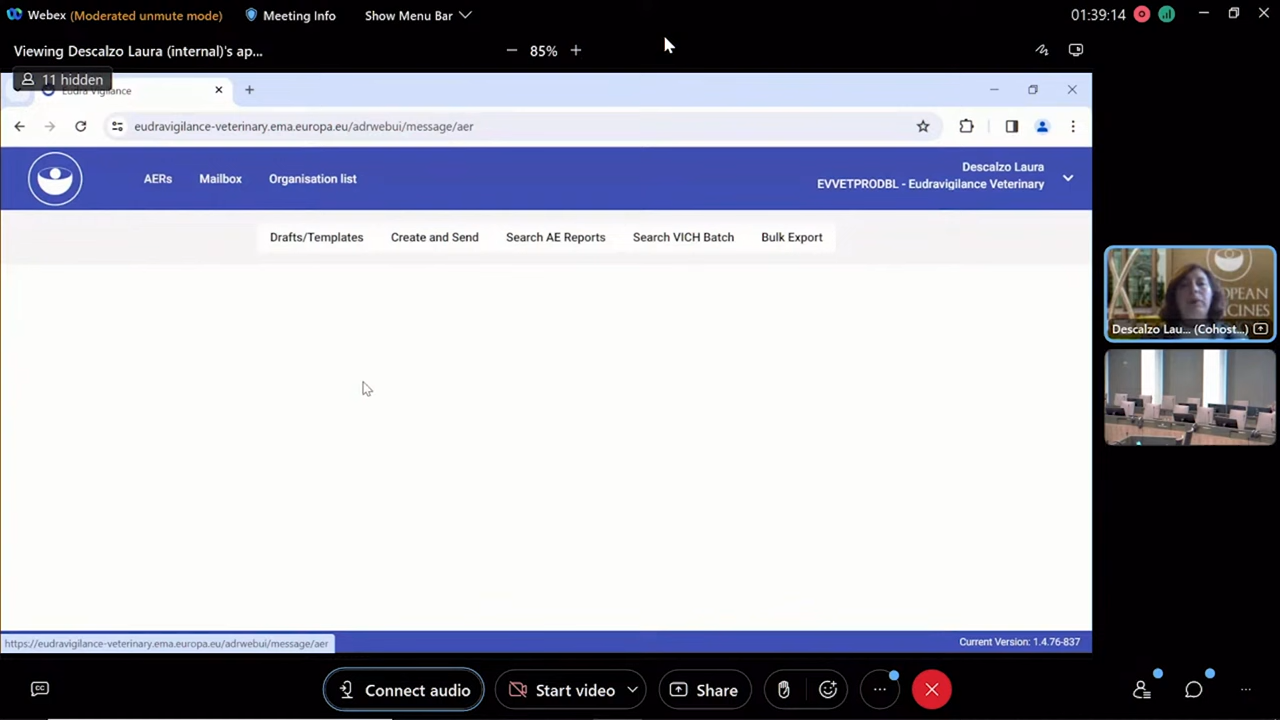 Webex (Moderated unmute mode) Meeting Info Show Menu Bar 01:39:14
Viewing Descalzo Laura (internal)'s ap... 85%
11 hidden
Eudra Vigilance
eudravigilance-veterinary.ema.europa.eu/adrwebui/message/aer
AERs Mailbox Organisation list
Descalzo Laura
EVVETPRODBL - Eudravigilance Veterinary
Drafts/Templates Create and Send Search AE Reports Search VICH Batch Bulk Export
Descalzo Lau... (Cohost...)
https://eudravigilance-veterinary.ema.europa.eu/adrwebui/message/aer
Current Version: 1.4.76-837
CC Connect audio Start video Share